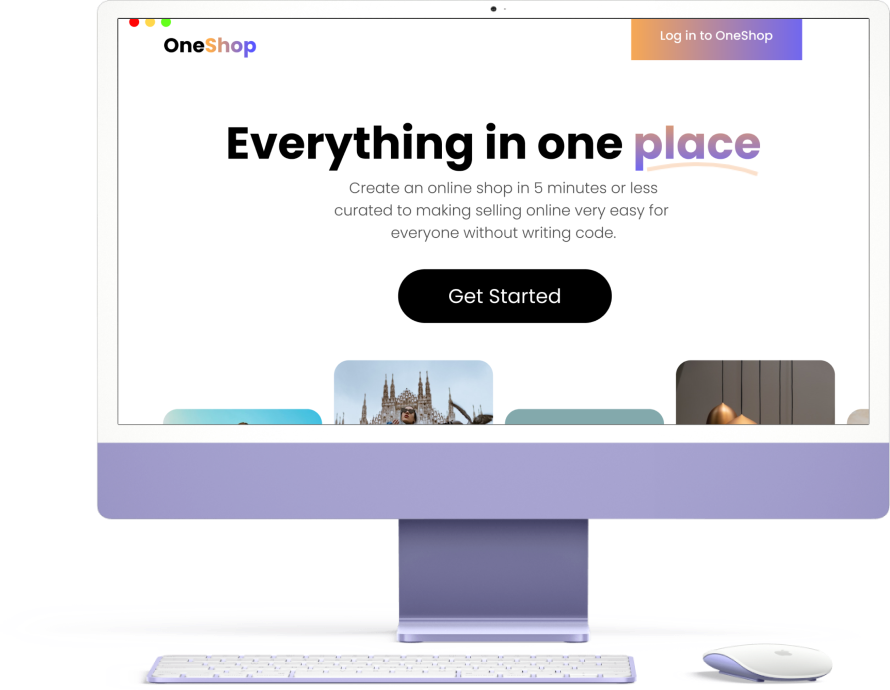 OneShop
Log in to OneShop
Everything in one place
Create an online shop in 5 minutes or less
curated to making selling online very easy for
everyone without writing code.
Get Started